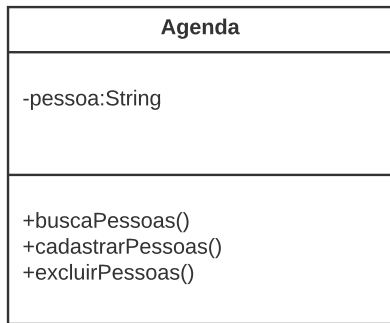 Agenda
-pessoa:String
+buscaPessoas()
+cadastrarPessoas()
+excluirPessoas()